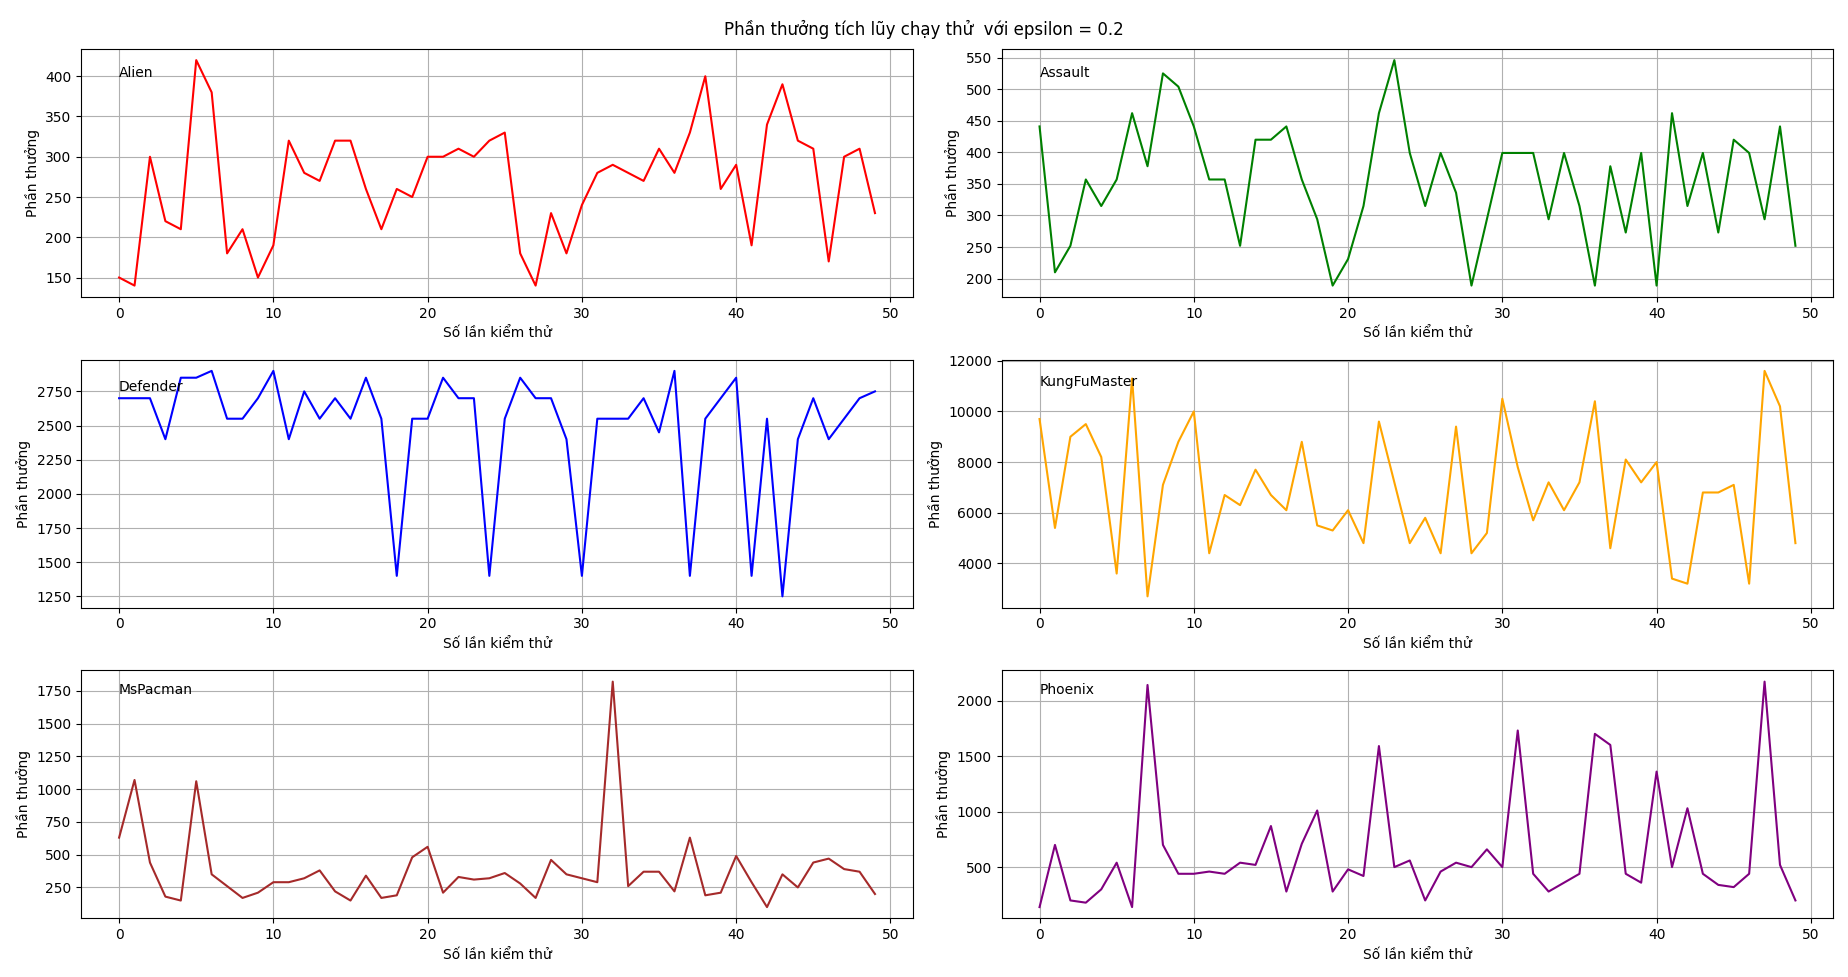 Phần thưởng tích lũy chạy thử  với epsilon = 0.2
Alien
Phần thưởng
400
350
300
250
200
150
0 10 20 30 40 50
Số lần kiểm thử
Assault
Phần thưởng
550
500
450
400
350
300
250
200
0 10 20 30 40 50
Số lần kiểm thử
Defender
Phần thưởng
2750
2500
2250
2000
1750
1500
1250
0 10 20 30 40 50
Số lần kiểm thử
KungFuMaster
Phần thưởng
12000
10000
8000
6000
4000
0 10 20 30 40 50
Số lần kiểm thử
MsPacman
Phần thưởng
1750
1500
1250
1000
750
500
250
0 10 20 30 40 50
Số lần kiểm thử
Phoenix
Phần thưởng
2000
1500
1000
500
0 10 20 30 40 50
Số lần kiểm thử